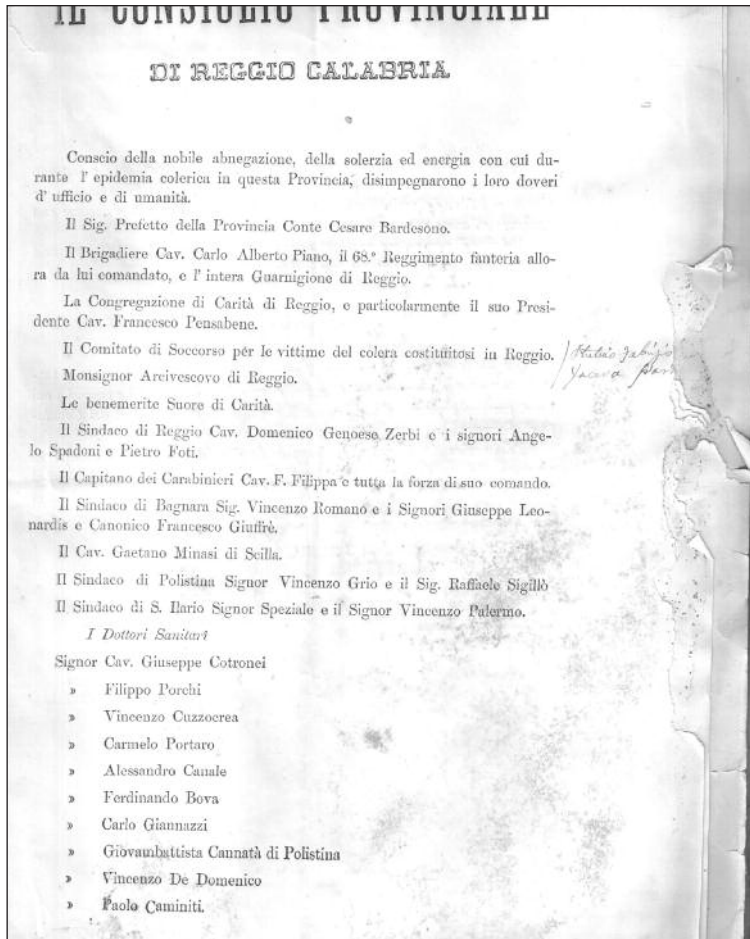 IL CONSIGLIO PROVINCIALE
DI REGGIO CALABRIA
Conscio della nobile abnegazione, della solerzia ed energia con cui du-
rante l' epidemia colerica in questa Provincia, disimpegnarono i loro doveri
d' ufficio e di umanità.
Il Sig. Prefetto della Provincia Conte Cesare Bardesono.
Il Brigadiere Cav. Carlo Alberto Piano, il 68.º Reggimento fanteria allo-
ra da lui comandato, e l' intera Guarnigione di Reggio.
La Congregazione di Carità di Reggio, e particolarmente il suo Presi-
dente Cav. Francesco Pensabene.
Il Comitato di Soccorso per le vittime del colera costituitosi in Reggio.
Monsignor Arcivescovo di Reggio.
Le benemerite Suore di Carità.
Il Sindaco di Reggio Cav. Domenico Genoese Zerbi e i signori Ange-
lo Spadoni e Pietro Foti.
Il Capitano dei Carabinieri Cav. F. Filippa e tutta la forza di suo comando.
Il Sindaco di Bagnara Sig. Vincenzo Romano e i Signori Giuseppe Leo-
nardis e Canonico Francesco Giuffrè.
Il Cav. Gaetano Minasi di Scilla.
Il Sindaco di Polistina Signor Vincenzo Grio e il Sig. Raffaele Sigillò
Il Sindaco di S. Ilario Signor Speziale e il Signor Vincenzo Palermo.
I Dottori Sanitari
Signor Cav. Giuseppe Cotronei
» Filippo Porchi
» Vincenzo Cuzzocrea
» Carmelo Portaro
» Alessandro Canale
» Ferdinando Bova
» Carlo Giannazzi
» Giovambattista Cannatà di Polistina
» Vincenzo De Domenico
» Paolo Caminiti.